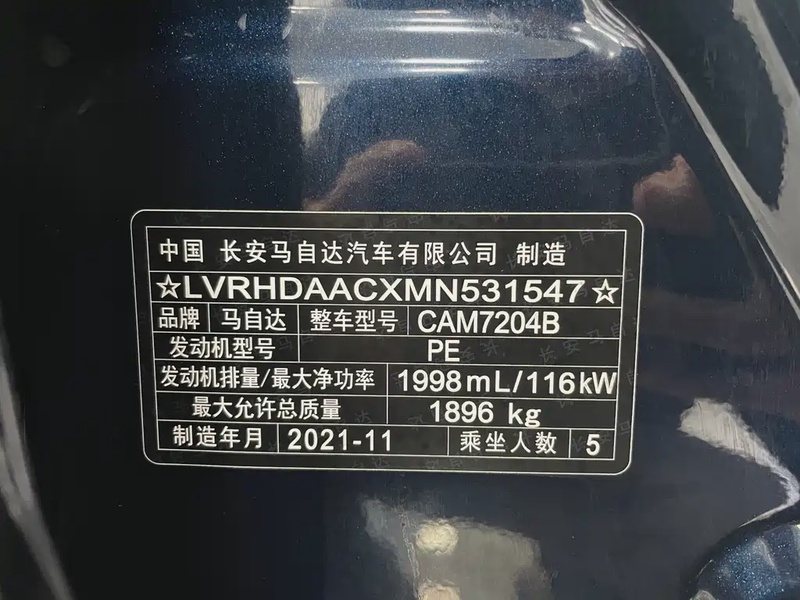 中国 长安马自达汽车有限公司 制造
☆LVRHDAACXMN531547☆
品牌 马自达 整车型号 CAM7204B
发动机型号 PE
发动机排量/最大净功率 1998mL/116kW
最大允许总质量 1896 kg
制造年月 2021-11 乘坐人数 5